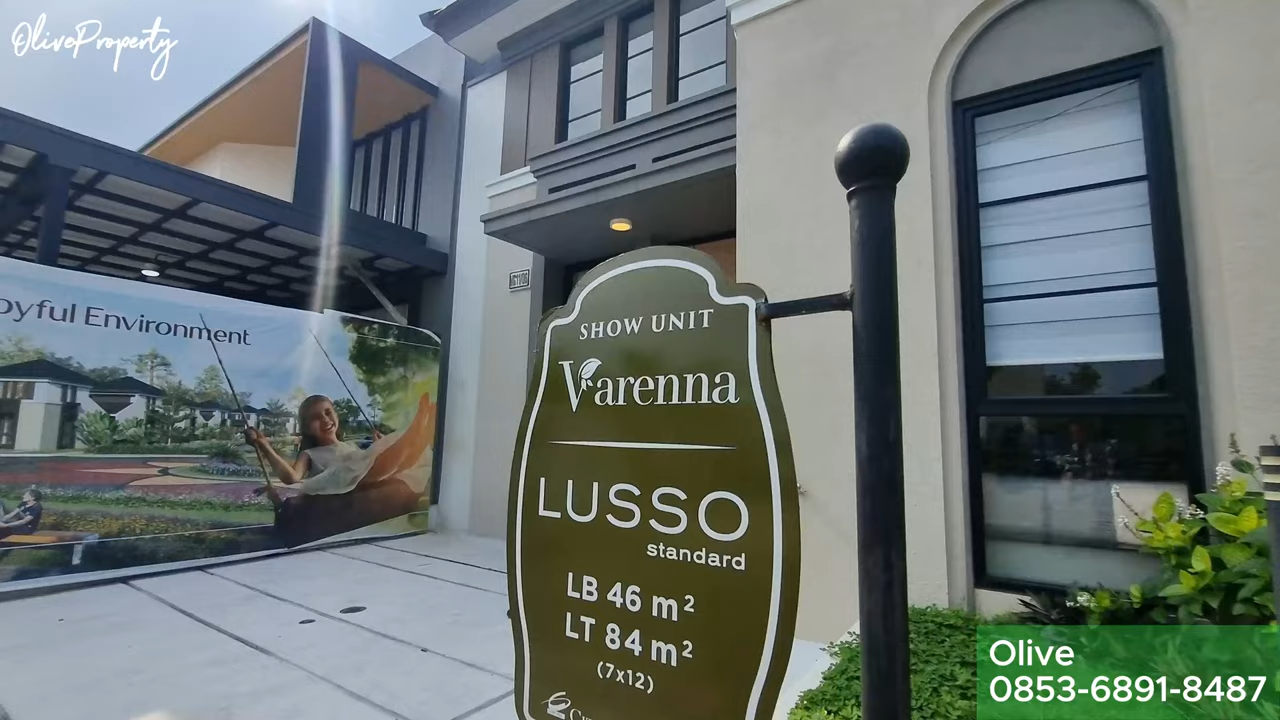 OliveProperty
oyful Environment
SHOW UNIT
Varenna
LUSSO
standard
LB 46 m²
LT 84 m²
(7x12)
Olive
0853-6891-8487